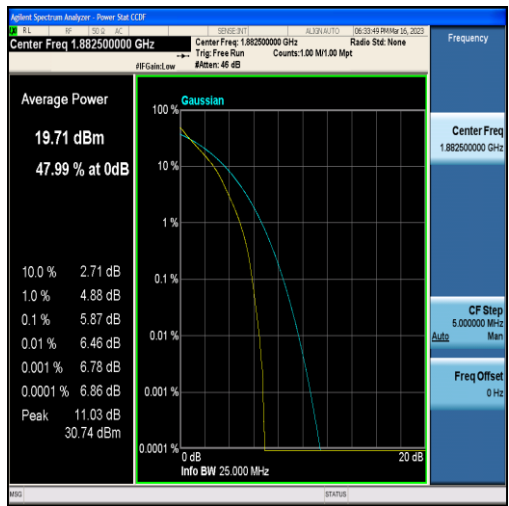 Agilent Spectrum Analyzer - Power Stat CCDF
RL RF 50 Ω AC SENSE:INT ALIGN AUTO 06:33:49 PM Mar 16, 2023
Center Freq 1.882500000 GHz
Center Freq: 1.882500000 GHz Radio Std: None
Trig: Free Run Counts:1.00 M/1.00 Mpt
#IFGain:Low #Atten: 46 dB
Frequency
Average Power
19.71 dBm
47.99 % at 0dB
10.0 % 2.71 dB
1.0 % 4.88 dB
0.1 % 5.87 dB
0.01 % 6.46 dB
0.001 % 6.78 dB
0.0001 % 6.86 dB
Peak 11.03 dB
30.74 dBm
Gaussian
100 %
10 %
1 %
0.1 %
0.01 %
0.001 %
0.0001 %
0 dB 20 dB
Info BW 25.000 MHz
Center Freq
1.882500000 GHz
CF Step
5.000000 MHz
Auto Man
Freq Offset
0 Hz
MSG STATUS